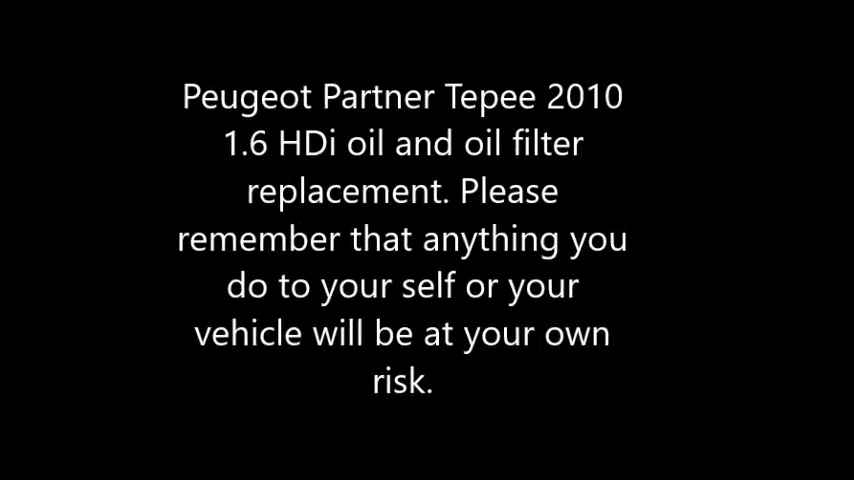 Peugeot Partner Tepee 2010
1.6 HDi oil and oil filter
replacement. Please
remember that anything you
do to your self or your
vehicle will be at your own
risk.